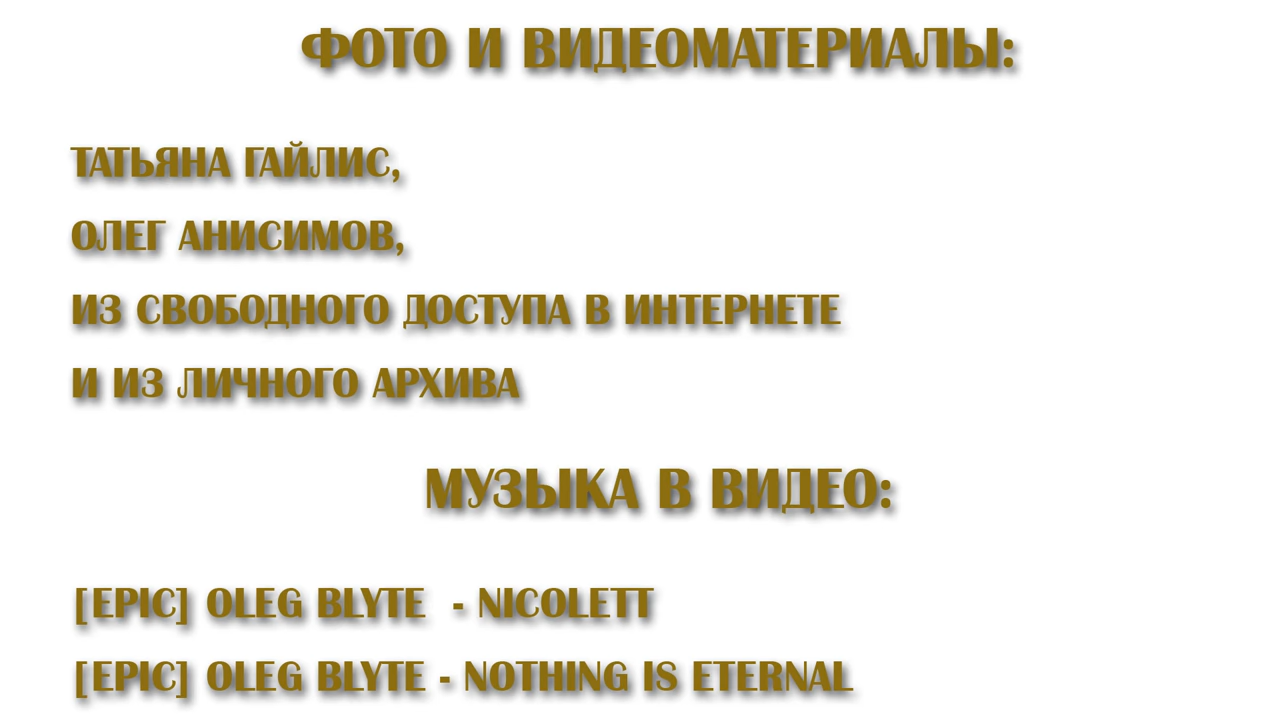 ФОТО И ВИДЕОМАТЕРИАЛЫ:
ТАТЬЯНА ГАЙЛИС,
ОЛЕГ АНИСИМОВ,
ИЗ СВОБОДНОГО ДОСТУПА В ИНТЕРНЕТЕ
И ИЗ ЛИЧНОГО АРХИВА
МУЗЫКА В ВИДЕО:
[EPIC] OLEG BLYTE - NICOLETT
[EPIC] OLEG BLYTE - NOTHING IS ETERNAL